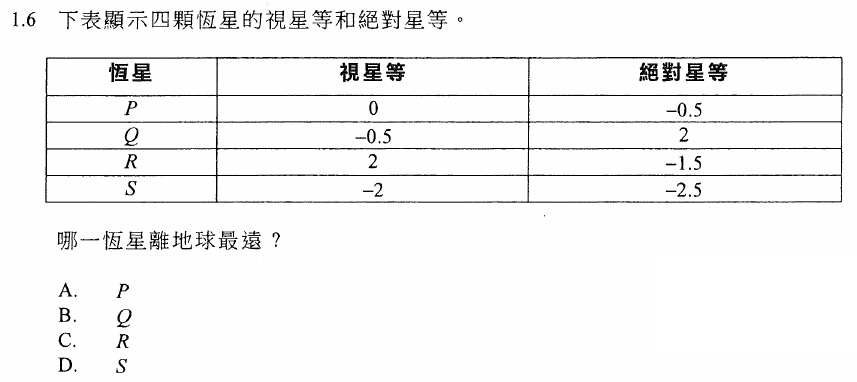 1.6 下表顯示四顆恆星的視星等和絕對星等。
恆星 視星等 絕對星等
P 0 –0.5
Q –0.5 2
R 2 –1.5
S –2 –2.5
哪一恆星離地球最遠？
A. P
B. Q
C. R
D. S